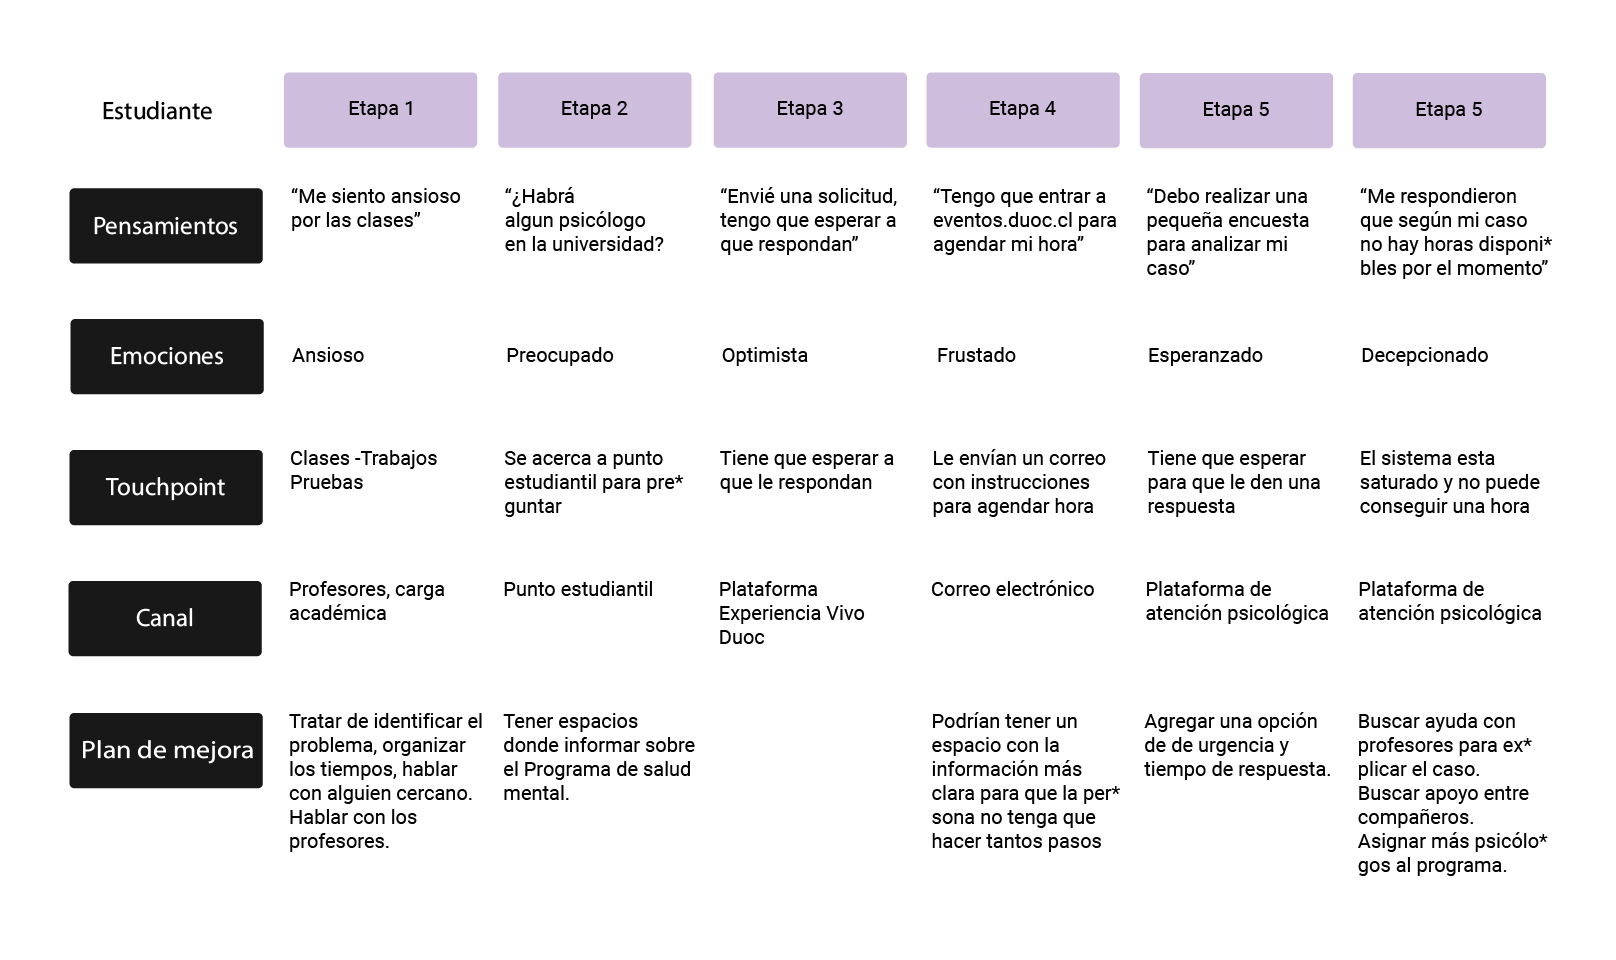 Estudiante
Etapa 1
Etapa 2
Etapa 3
Etapa 4
Etapa 5
Etapa 5
Pensamientos
“Me siento ansioso
por las clases”
“¿Habrá
algun psicólogo
en la universidad?
“Envié una solicitud,
tengo que esperar a
que respondan”
“Tengo que entrar a
eventos.duoc.cl para
agendar mi hora”
“Debo realizar una
pequeña encuesta
para analizar mi
caso”
“Me respondieron
que según mi caso
no hay horas disponi*
bles por el momento”
Emociones
Ansioso
Preocupado
Optimista
Frustado
Esperanzado
Decepcionado
Touchpoint
Clases -Trabajos
Pruebas
Se acerca a punto
estudiantil para pre*
guntar
Tiene que esperar a
que le respondan
Le envían un correo
con instrucciones
para agendar hora
Tiene que esperar
para que le den una
respuesta
El sistema esta
saturado y no puede
conseguir una hora
Canal
Profesores, carga
académica
Punto estudiantil
Plataforma
Experiencia Vivo
Duoc
Correo electrónico
Plataforma de
atención psicológica
Plataforma de
atención psicológica
Plan de mejora
Tratar de identificar el
problema, organizar
los tiempos, hablar
con alguien cercano.
Hablar con los
profesores.
Tener espacios
donde informar sobre
el Programa de salud
mental.
Podrían tener un
espacio con la
información más
clara para que la per*
sona no tenga que
hacer tantos pasos
Agregar una opción
de de urgencia y
tiempo de respuesta.
Buscar ayuda con
profesores para ex*
plicar el caso.
Buscar apoyo entre
compañeros.
Asignar más psicólo*
gos al programa.